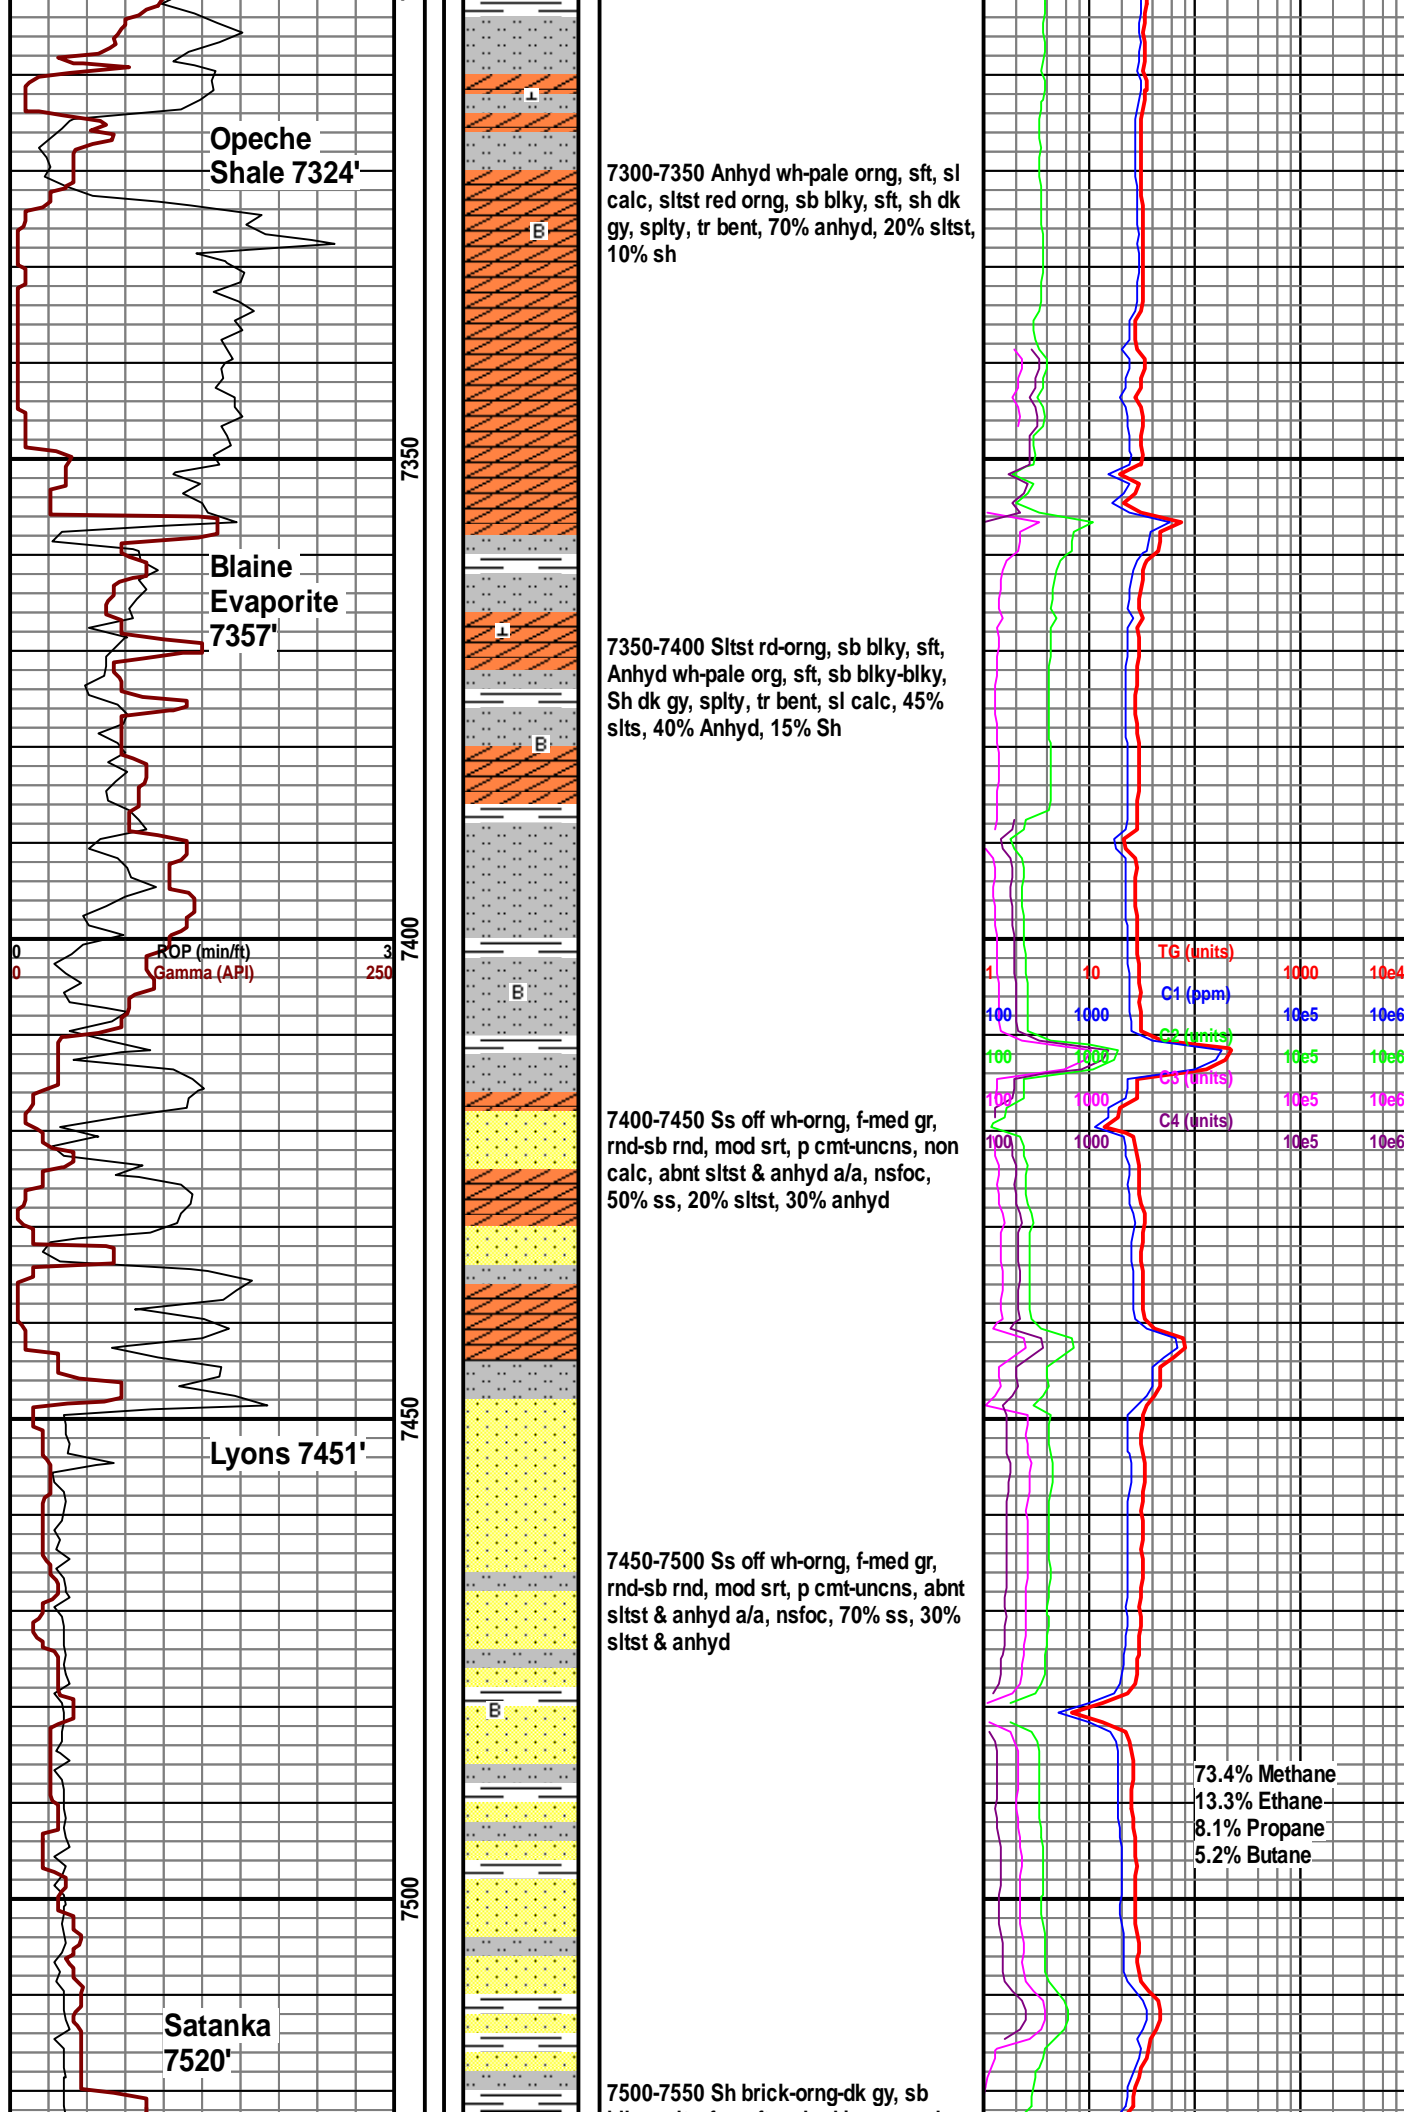 Opeche
Shale 7324'
7300-7350 Anhyd wh-pale orng, sft, sl
calc, sltst red orng, sb blky, sft, sh dk
gy, splty, tr bent, 70% anhyd, 20% sltst,
10% sh
B
7350
Blaine
Evaporite
7357'
7350-7400 Sltst rd-orng, sb blky, sft,
Anhyd wh-pale org, sft, sb blky-blky,
Sh dk gy, splty, tr bent, sl calc, 45%
slts, 40% Anhyd, 15% Sh
B
7400
0 ROP (min/ft) 3
0 Gamma (API) 250
B
TG (units)
1 10 1000 10e4
C1 (ppm)
100 1000 10e5 10e6
C2 (units)
100 1000 10e5 10e6
C3 (units)
100 1000 10e5 10e6
C4 (units)
100 1000 10e5 10e6
7400-7450 Ss off wh-orng, f-med gr,
rnd-sb rnd, mod srt, p cmt-uncns, non
calc, abnt sltst & anhyd a/a, nsfoc,
50% ss, 20% sltst, 30% anhyd
7450
Lyons 7451'
7450-7500 Ss off wh-orng, f-med gr,
rnd-sb rnd, mod srt, p cmt-uncns, abnt
sltst & anhyd a/a, nsfoc, 70% ss, 30%
sltst & anhyd
B
73.4% Methane
13.3% Ethane
8.1% Propane
5.2% Butane
7500
Satanka
7520'
7500-7550 Sh brick-orng-dk gy, sb